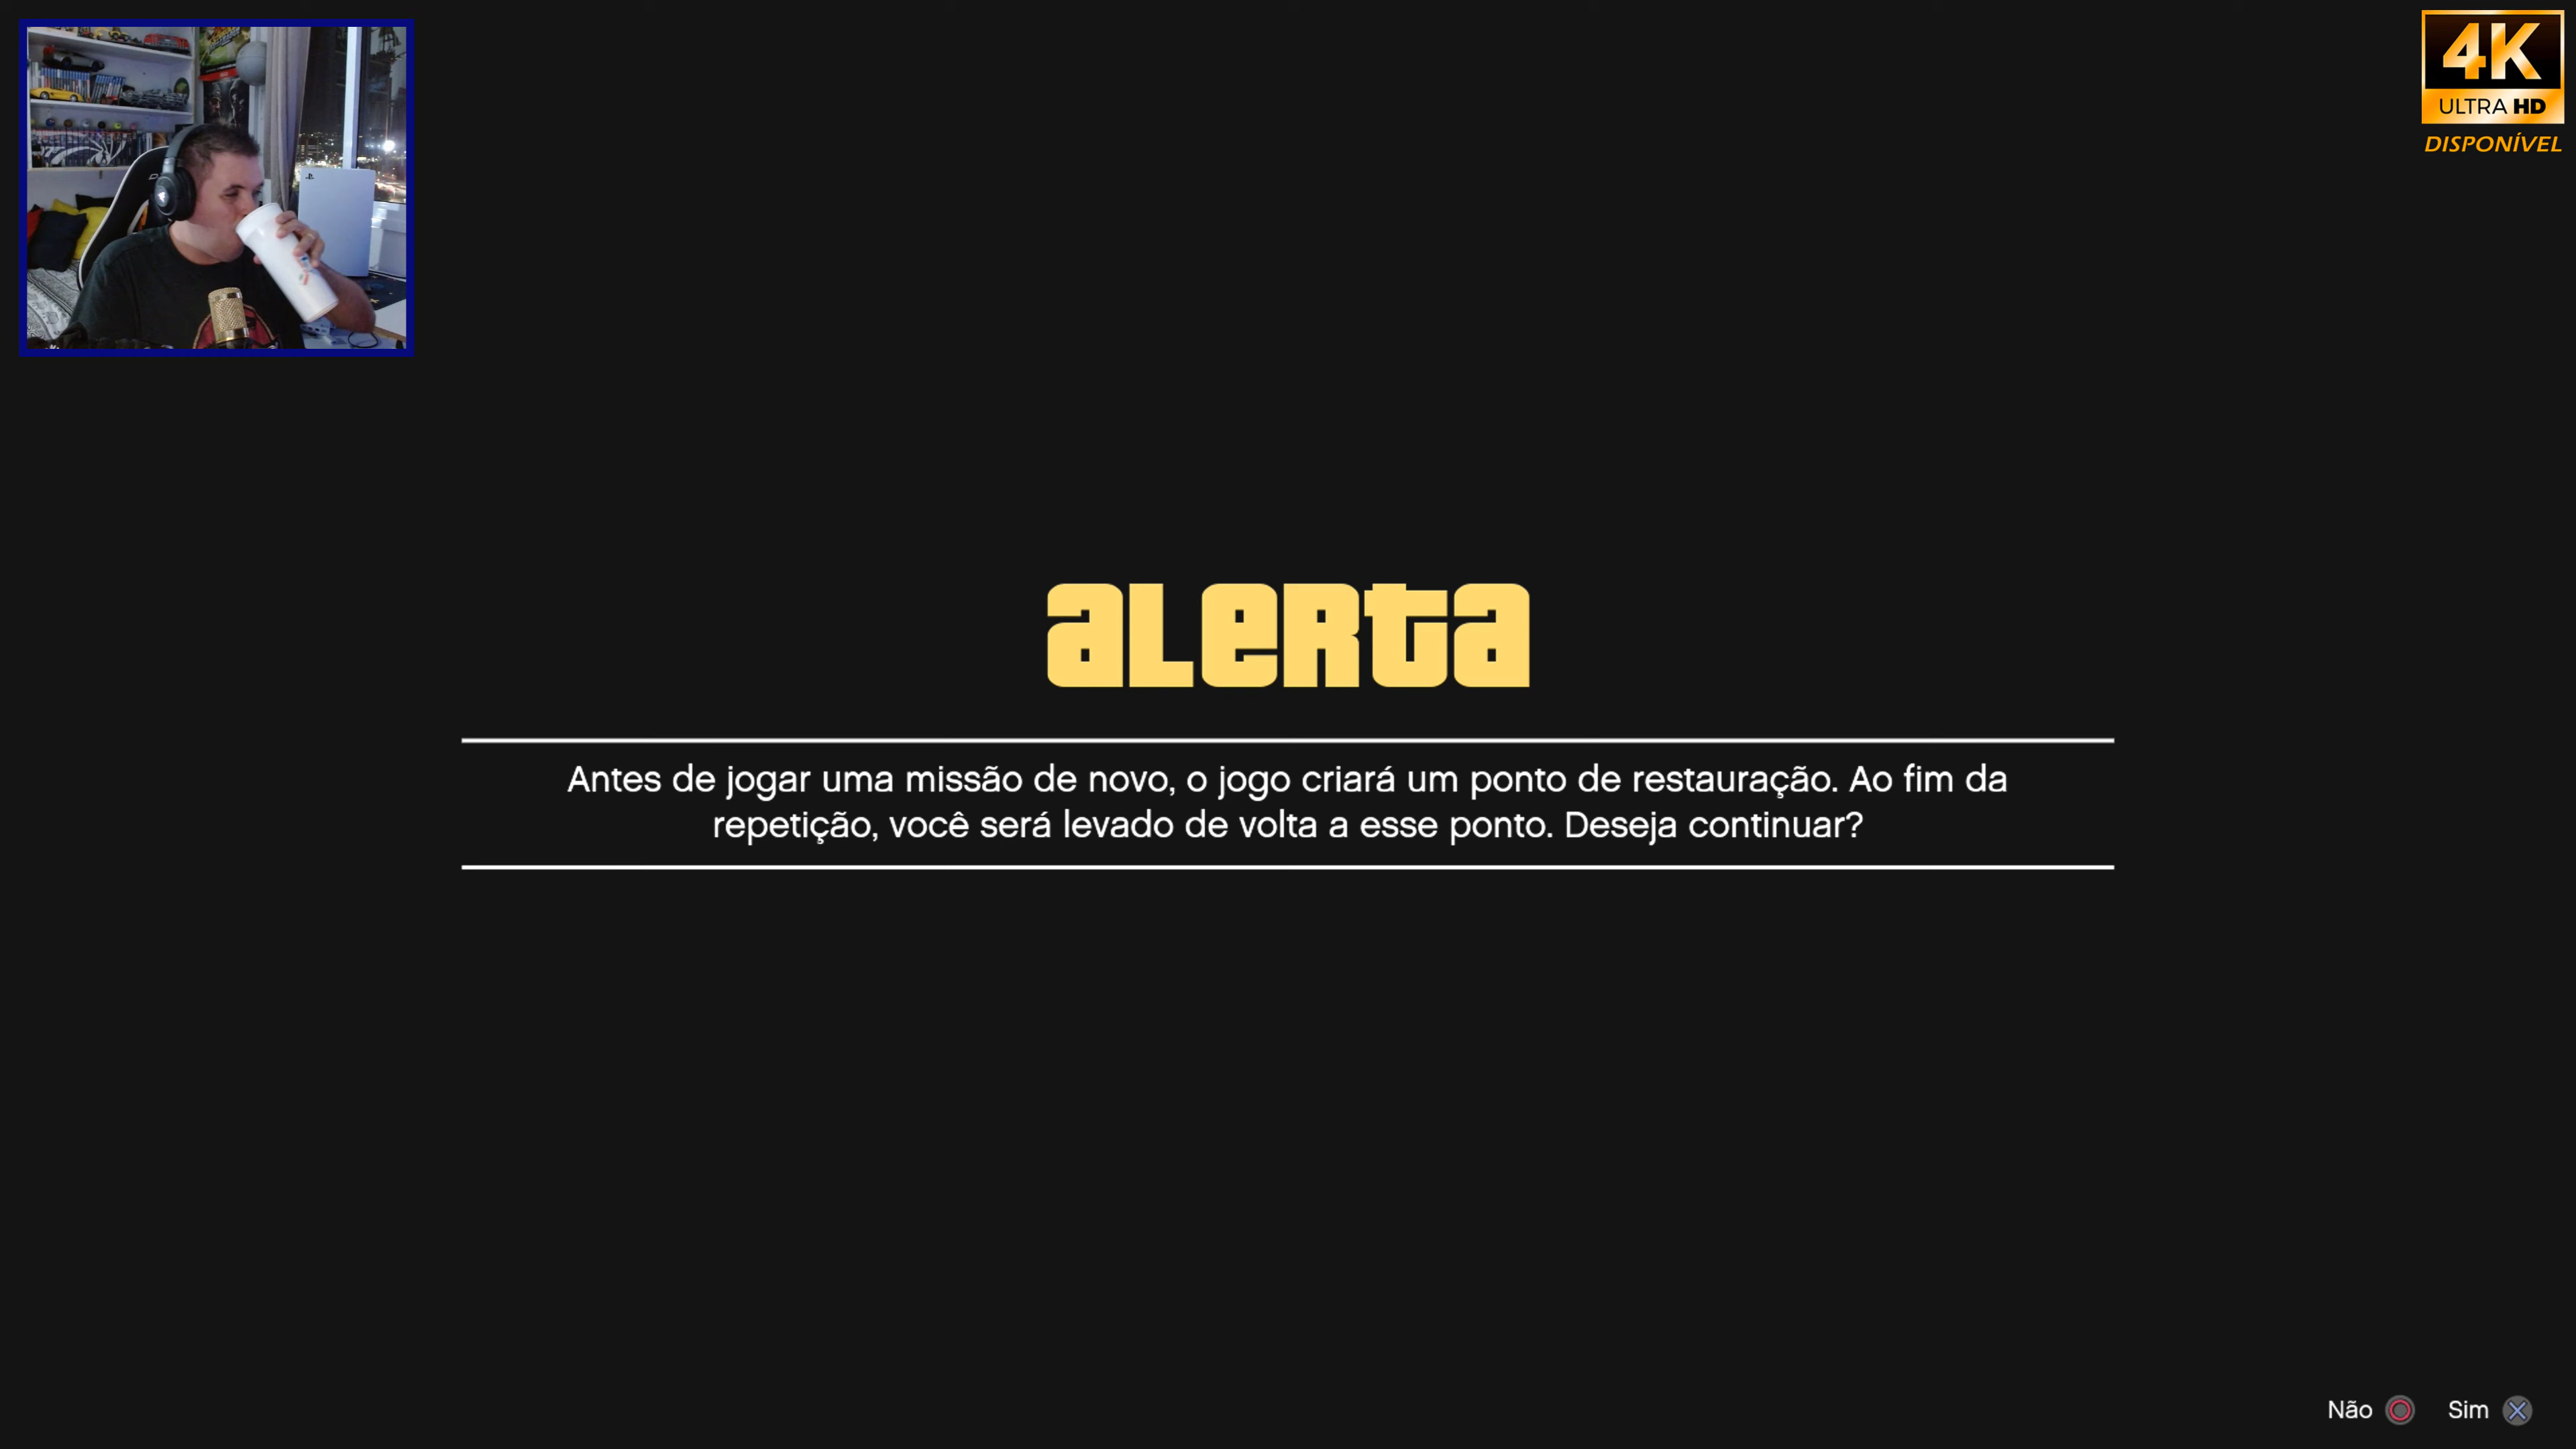 4K
ULTRA HD
DISPONÍVEL
aLeRta
Antes de jogar uma missão de novo, o jogo criará um ponto de restauração. Ao fim da
repetição, você será levado de volta a esse ponto. Deseja continuar?
Não Sim